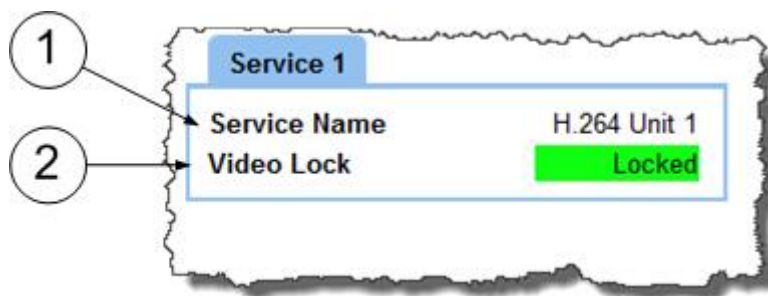 Service 1
1
Service Name H.264 Unit 1
2
Video Lock Locked